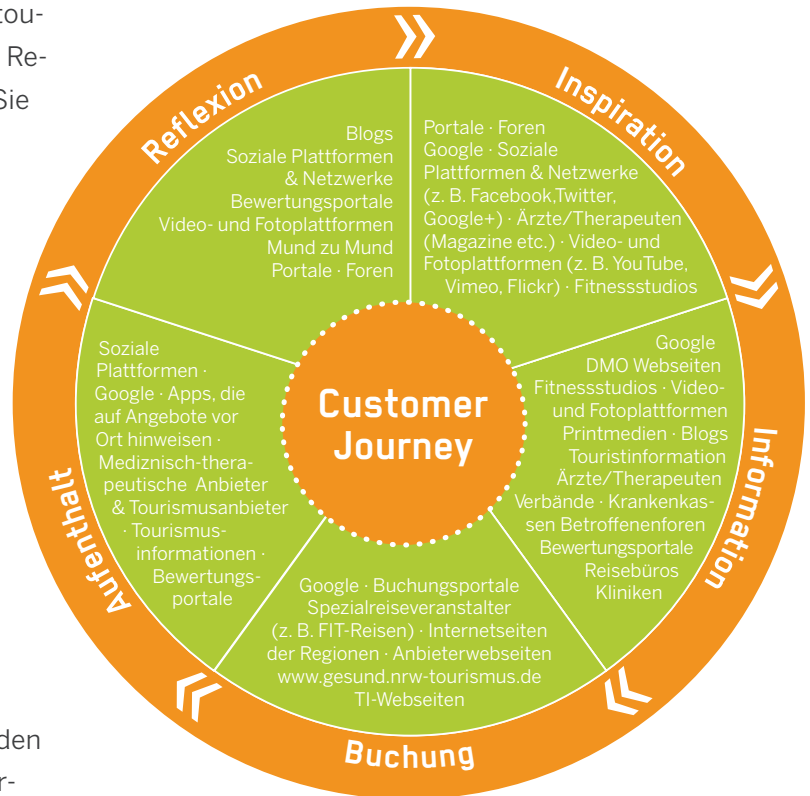 tou-
Re-
Sie
Reflexion
Blogs
Soziale Plattformen
& Netzwerke
Bewertungsportale
Video- und Fotoplattformen
Mund zu Mund
Portale · Foren
Inspiration
Portale · Foren
Google · Soziale
Plattformen & Netzwerke
(z. B. Facebook,Twitter,
Google+) · Ärzte/Therapeuten
(Magazine etc.) · Video- und
Fotoplattformen (z. B. YouTube,
Vimeo, Flickr) · Fitnessstudios
Information
Google
DMO Webseiten
Fitnessstudios · Video-
und Fotoplattformen
Printmedien · Blogs
Touristinformation
Ärzte/Therapeuten
Verbände · Krankenkas-
sen Betroffenenforen
Bewertungsportale
Reisebüros
Kliniken
Buchung
Google · Buchungsportale
Spezialreiseveranstalter
(z. B. FIT-Reisen) · Internetseiten
der Regionen · Anbieterwebseiten
www.gesund.nrw-tourismus.de
TI-Webseiten
Aufenthalt
Soziale
Plattformen ·
Google · Apps, die
auf Angebote vor
Ort hinweisen ·
Mediznisch-thera-
peutische Anbieter
& Tourismusanbieter
· Tourismus-
informationen ·
Bewertungs-
portale
Customer
Journey
den
r-